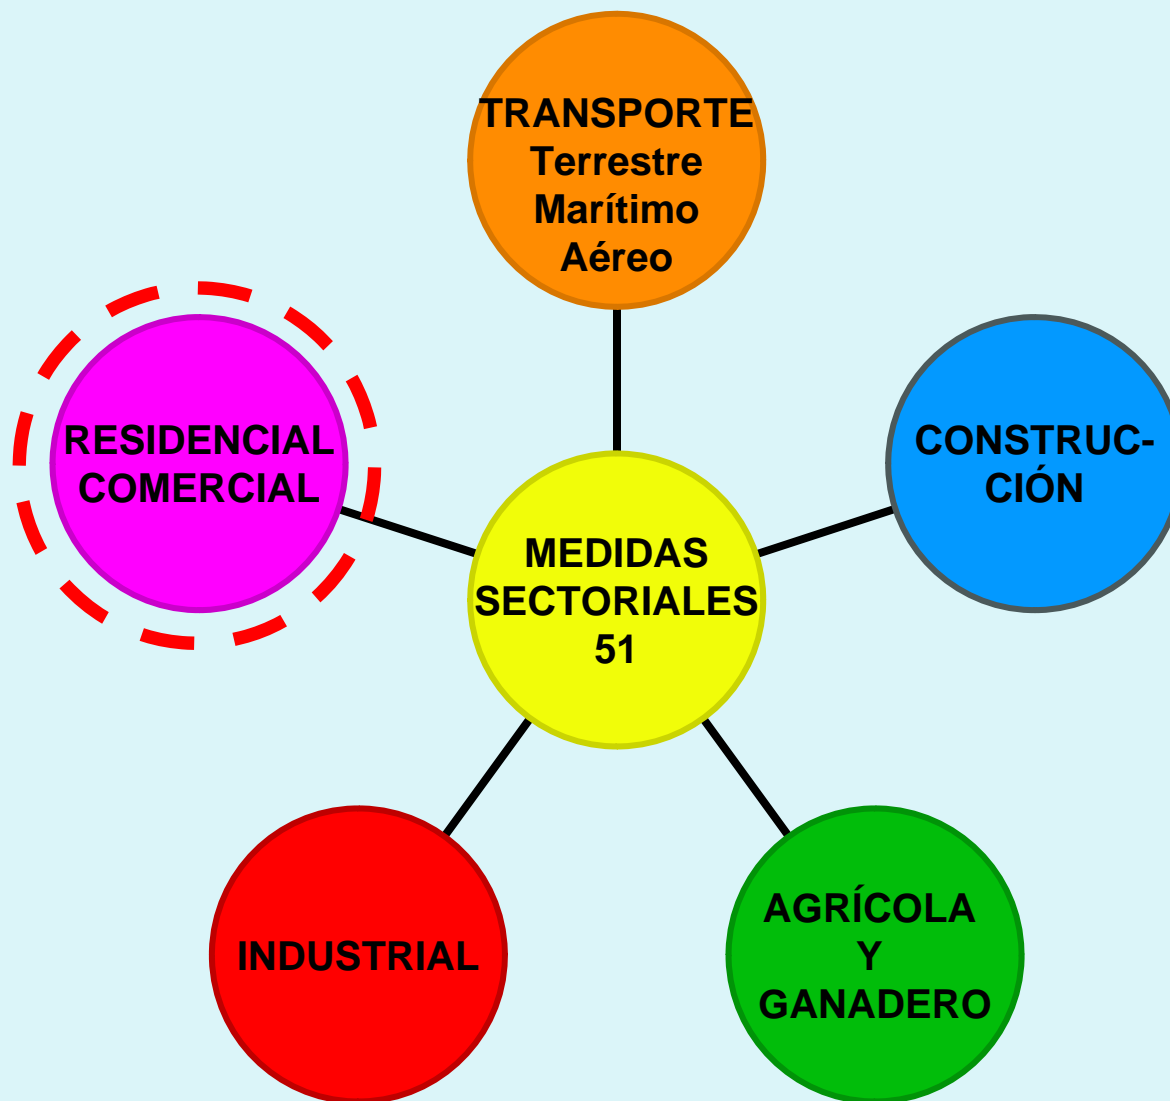 TRANSPORTE
Terrestre
Marítimo
Aéreo
RESIDENCIAL
COMERCIAL
CONSTRUC-
CIÓN
MEDIDAS
SECTORIALES
51
INDUSTRIAL
AGRÍCOLA
Y
GANADERO